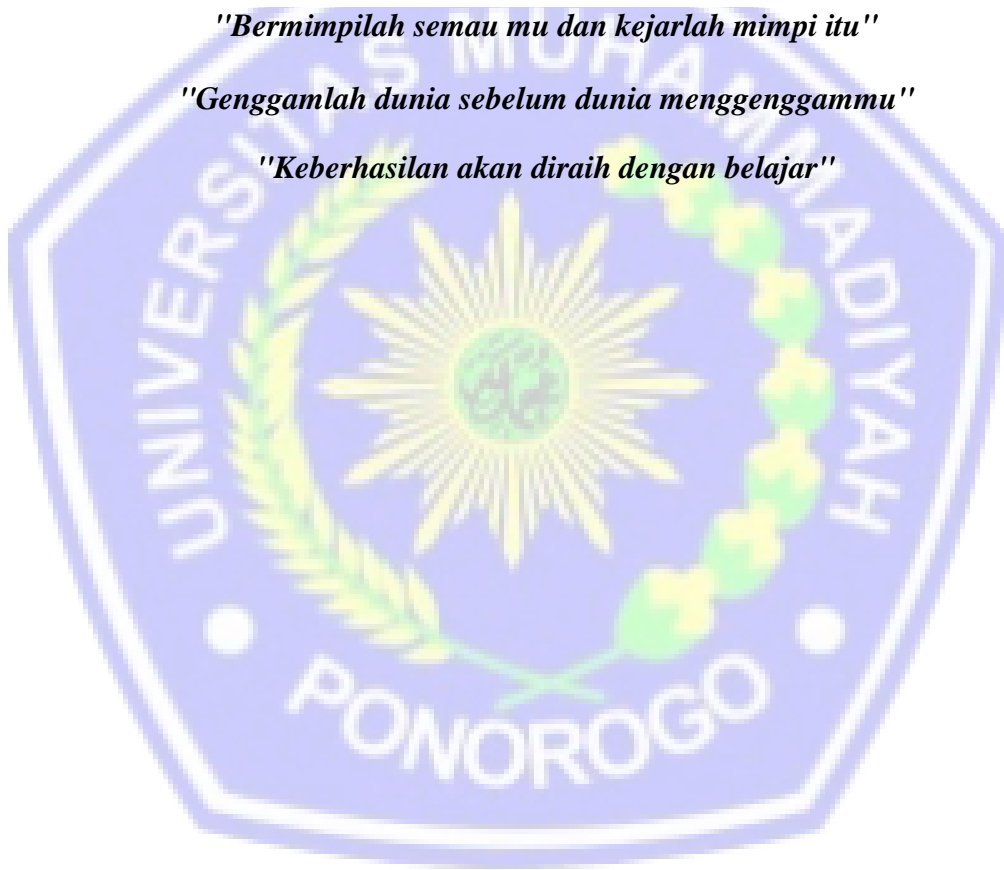 "Bermimpilah semau mu dan kejarlah mimpi itu"
"Genggamlah dunia sebelum dunia menggenggammu"
"Keberhasilan akan diraih dengan belajar"
UNIVERSITAS MUHAMMADIYAH
PONOROGO